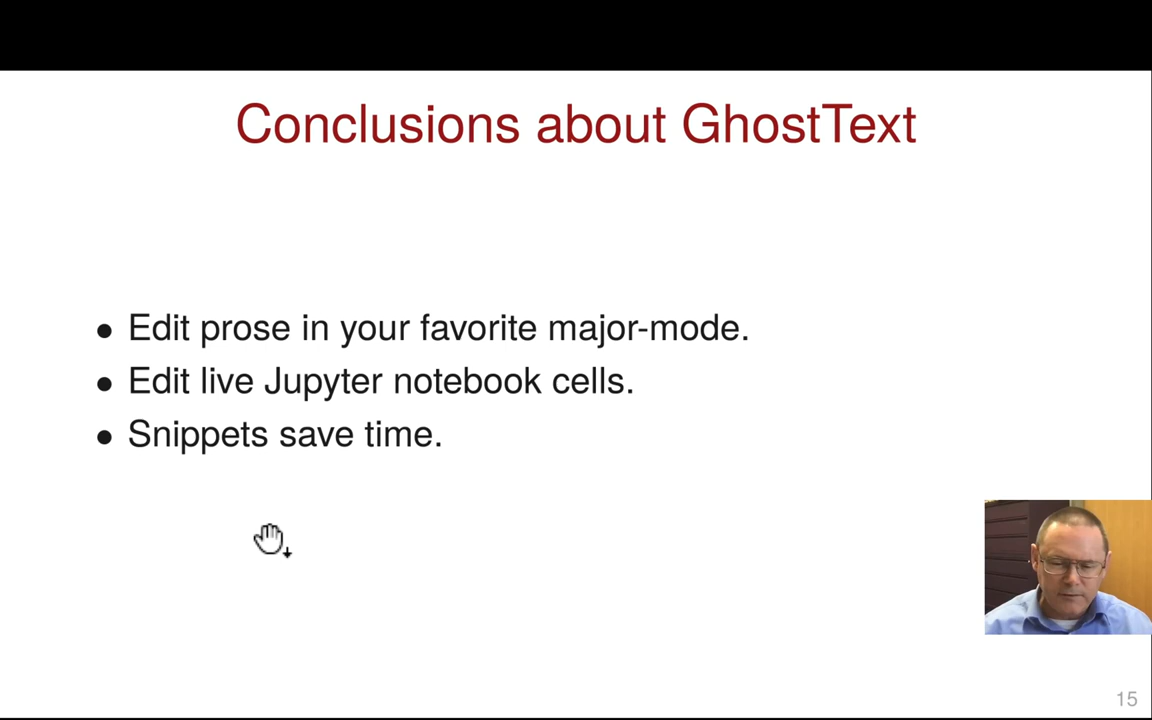 Conclusions about GhostText
• Edit prose in your favorite major-mode.
• Edit live Jupyter notebook cells.
• Snippets save time.
15